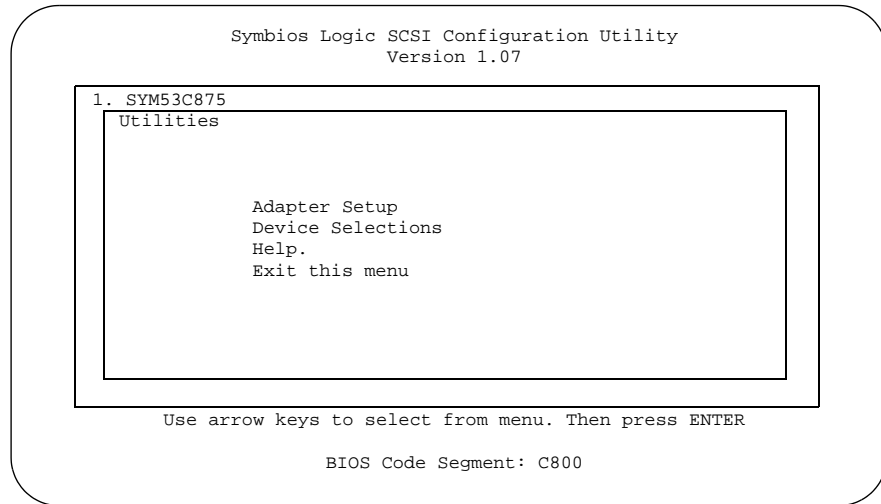 Symbios Logic SCSI Configuration Utility
Version 1.07
1. SYM53C875
Utilities
Adapter Setup
Device Selections
Help.
Exit this menu
Use arrow keys to select from menu. Then press ENTER
BIOS Code Segment: C800